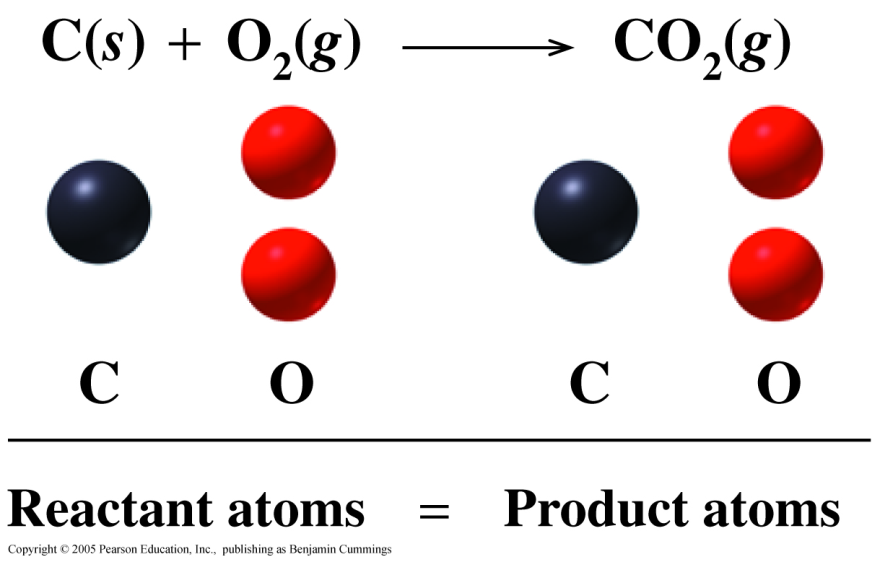 C(s) + O₂(g) ⟶ CO₂(g)
C O C O
Reactant atoms = Product atoms
Copyright © 2005 Pearson Education, Inc., publishing as Benjamin Cummings